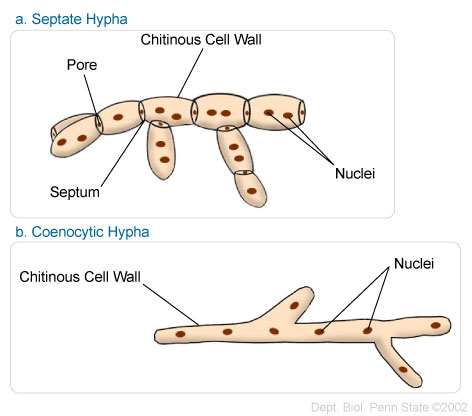 a. Septate Hypha
Chitinous Cell Wall
Pore
Nuclei
Septum
b. Coenocytic Hypha
Nuclei
Chitinous Cell Wall
Dept. Biol. Penn State ©2002